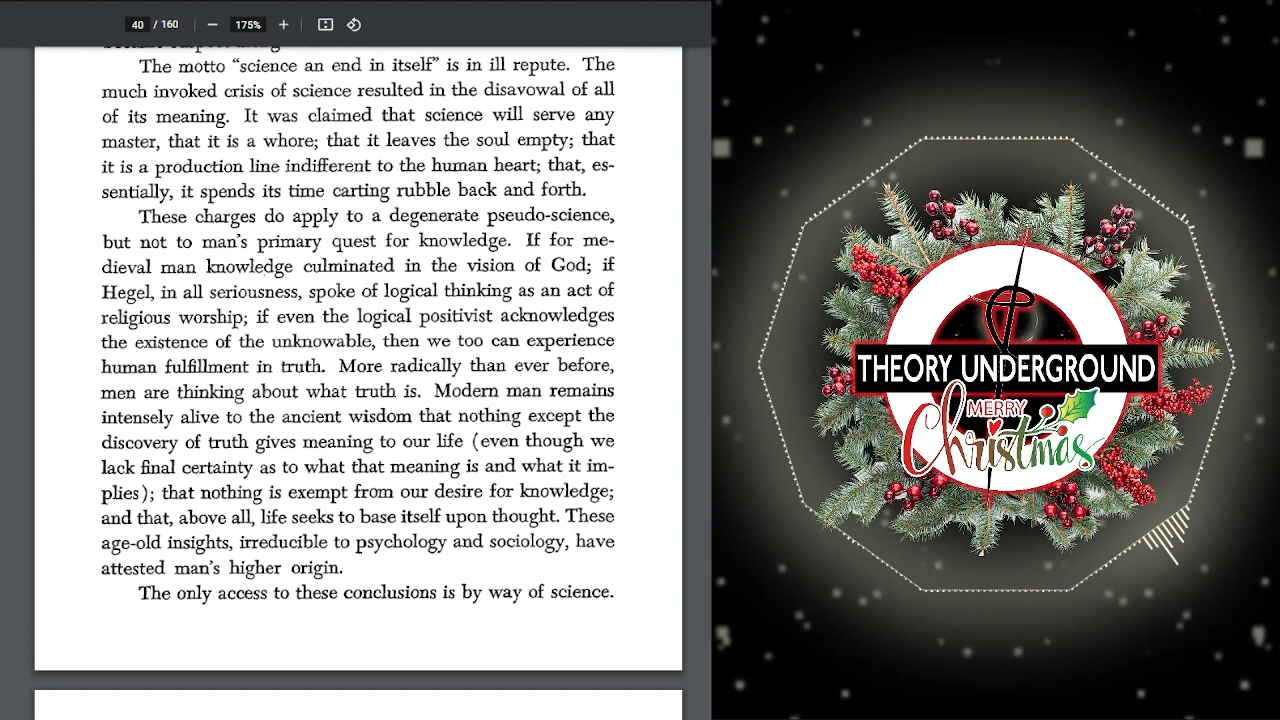 40 / 160
175%
The motto “science an end in itself” is in ill repute. The
much invoked crisis of science resulted in the disavowal of all
of its meaning. It was claimed that science will serve any
master, that it is a whore; that it leaves the soul empty; that
it is a production line indifferent to the human heart; that, es-
sentially, it spends its time carting rubble back and forth.
These charges do apply to a degenerate pseudo-science,
but not to man’s primary quest for knowledge. If for me-
dieval man knowledge culminated in the vision of God; if
Hegel, in all seriousness, spoke of logical thinking as an act of
religious worship; if even the logical positivist acknowledges
the existence of the unknowable, then we too can experience
human fulfillment in truth. More radically than ever before,
men are thinking about what truth is. Modern man remains
intensely alive to the ancient wisdom that nothing except the
discovery of truth gives meaning to our life (even though we
lack final certainty as to what that meaning is and what it im-
plies); that nothing is exempt from our desire for knowledge;
and that, above all, life seeks to base itself upon thought. These
age-old insights, irreducible to psychology and sociology, have
attested man’s higher origin.
The only access to these conclusions is by way of science.
THEORY UNDERGROUND
MERRY
Christmas